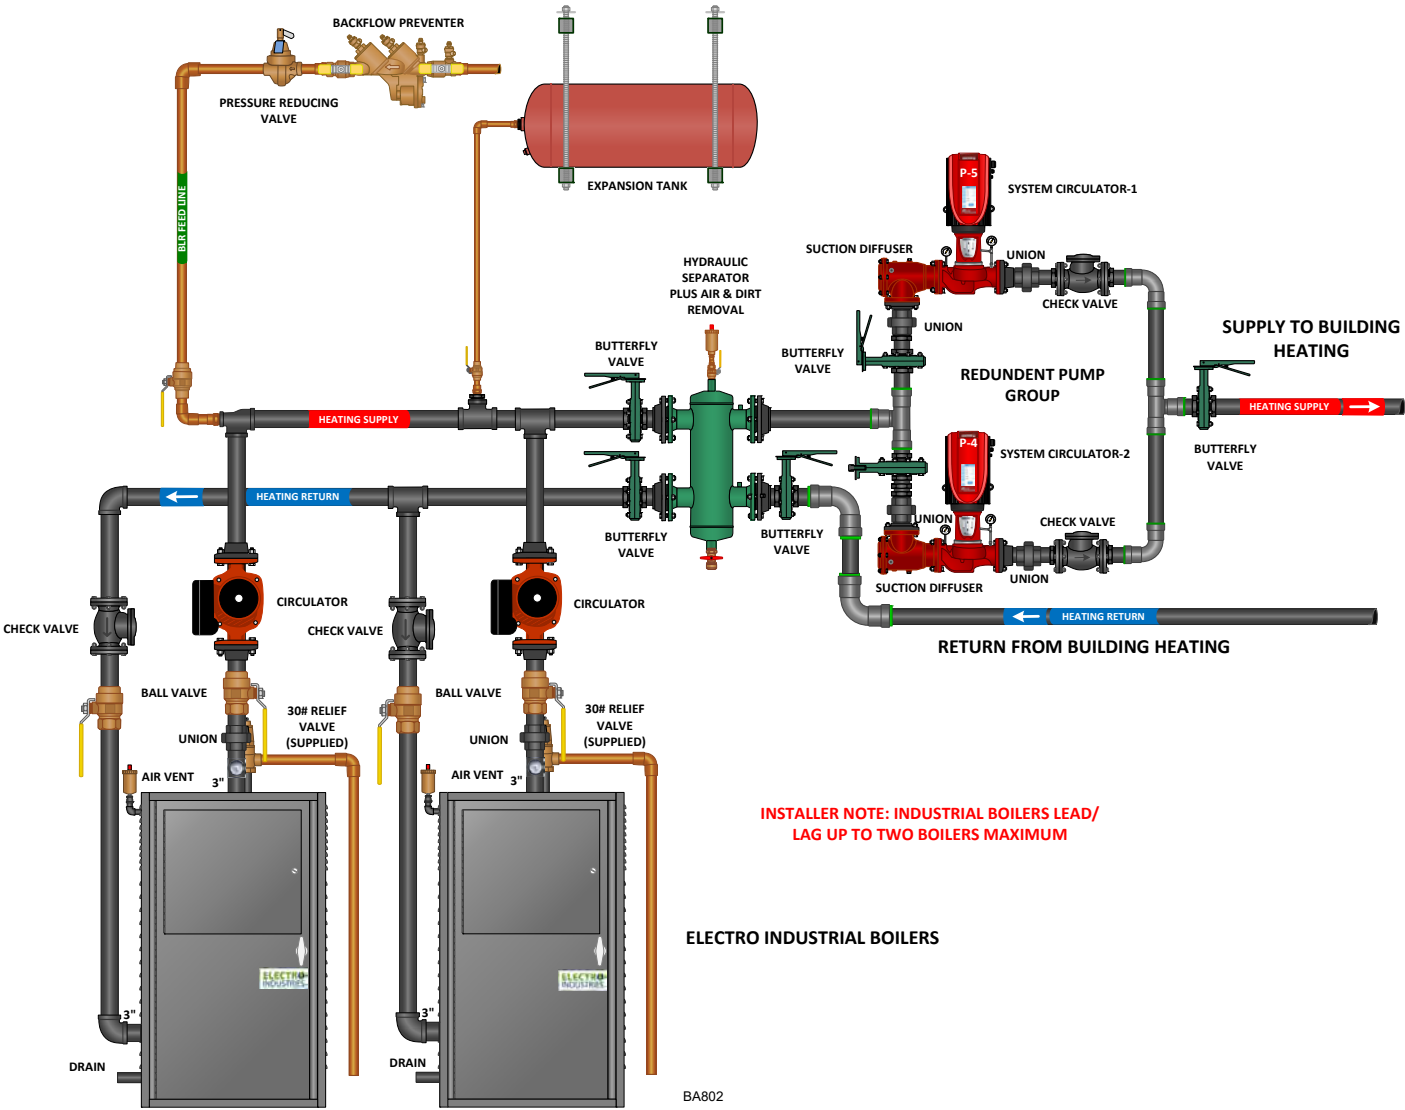 BACKFLOW PREVENTER
PRESSURE REDUCING
VALVE
BLR FEED LINE
EXPANSION TANK
P-5
SYSTEM CIRCULATOR-1
SUCTION DIFFUSER
UNION
CHECK VALVE
HYDRAULIC
SEPARATOR
PLUS AIR & DIRT
REMOVAL
UNION
BUTTERFLY
VALVE
BUTTERFLY
VALVE
REDUNDENT PUMP
GROUP
SUPPLY TO BUILDING
HEATING
HEATING SUPPLY
HEATING SUPPLY
P-4
SYSTEM CIRCULATOR-2
BUTTERFLY
VALVE
HEATING RETURN
BUTTERFLY
VALVE
BUTTERFLY
VALVE
UNION
CHECK VALVE
UNION
SUCTION DIFFUSER
HEATING RETURN
RETURN FROM BUILDING HEATING
CHECK VALVE
CIRCULATOR
CHECK VALVE
CIRCULATOR
BALL VALVE
30# RELIEF
VALVE
(SUPPLIED)
UNION
BALL VALVE
30# RELIEF
VALVE
(SUPPLIED)
UNION
AIR VENT
3"
AIR VENT
3"
INSTALLER NOTE: INDUSTRIAL BOILERS LEAD/
LAG UP TO TWO BOILERS MAXIMUM
ELECTRO INDUSTRIAL BOILERS
ELECTRO
INDUSTRIES
ELECTRO
INDUSTRIES
3"
3"
DRAIN
DRAIN
BA802